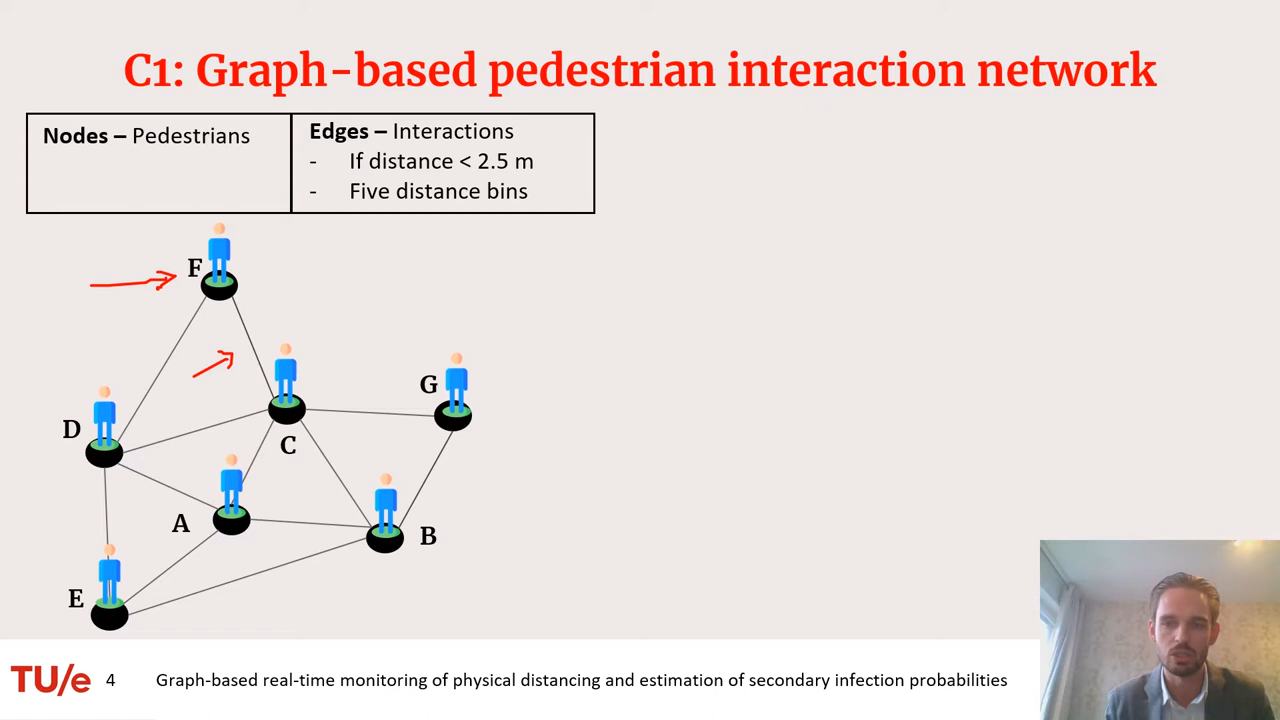 C1: Graph-based pedestrian interaction network
Nodes – Pedestrians
Edges – Interactions
- If distance < 2.5 m
- Five distance bins
F
G
D
C
A
B
E
TU/e 4 Graph-based real-time monitoring of physical distancing and estimation of secondary infection probabilities